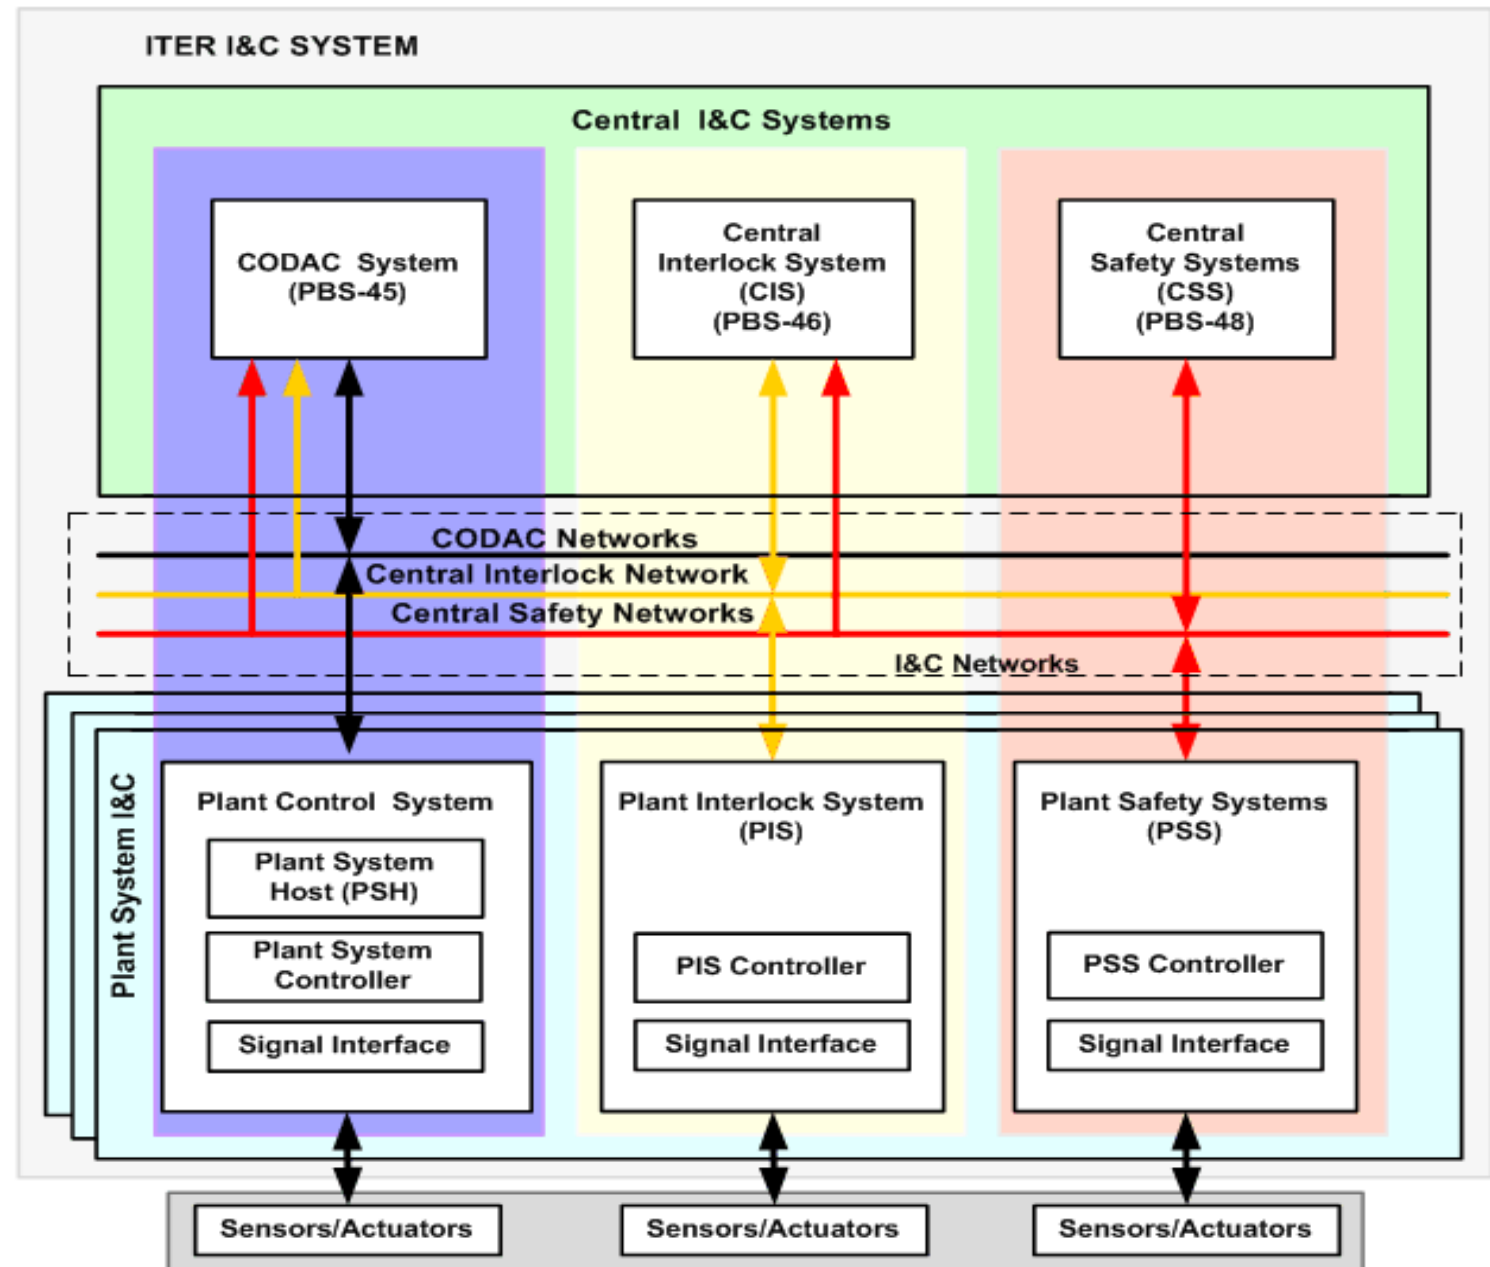 ITER I&C SYSTEM
Central I&C Systems
CODAC System
(PBS-45)
Central
Interlock System
(CIS)
(PBS-46)
Central
Safety Systems
(CSS)
(PBS-48)
CODAC Networks
Central Interlock Network
Central Safety Networks
I&C Networks
Plant System I&C
Plant Control System
Plant System
Host (PSH)
Plant System
Controller
Signal Interface
Plant Interlock System
(PIS)
PIS Controller
Signal Interface
Plant Safety Systems
(PSS)
PSS Controller
Signal Interface
Sensors/Actuators
Sensors/Actuators
Sensors/Actuators